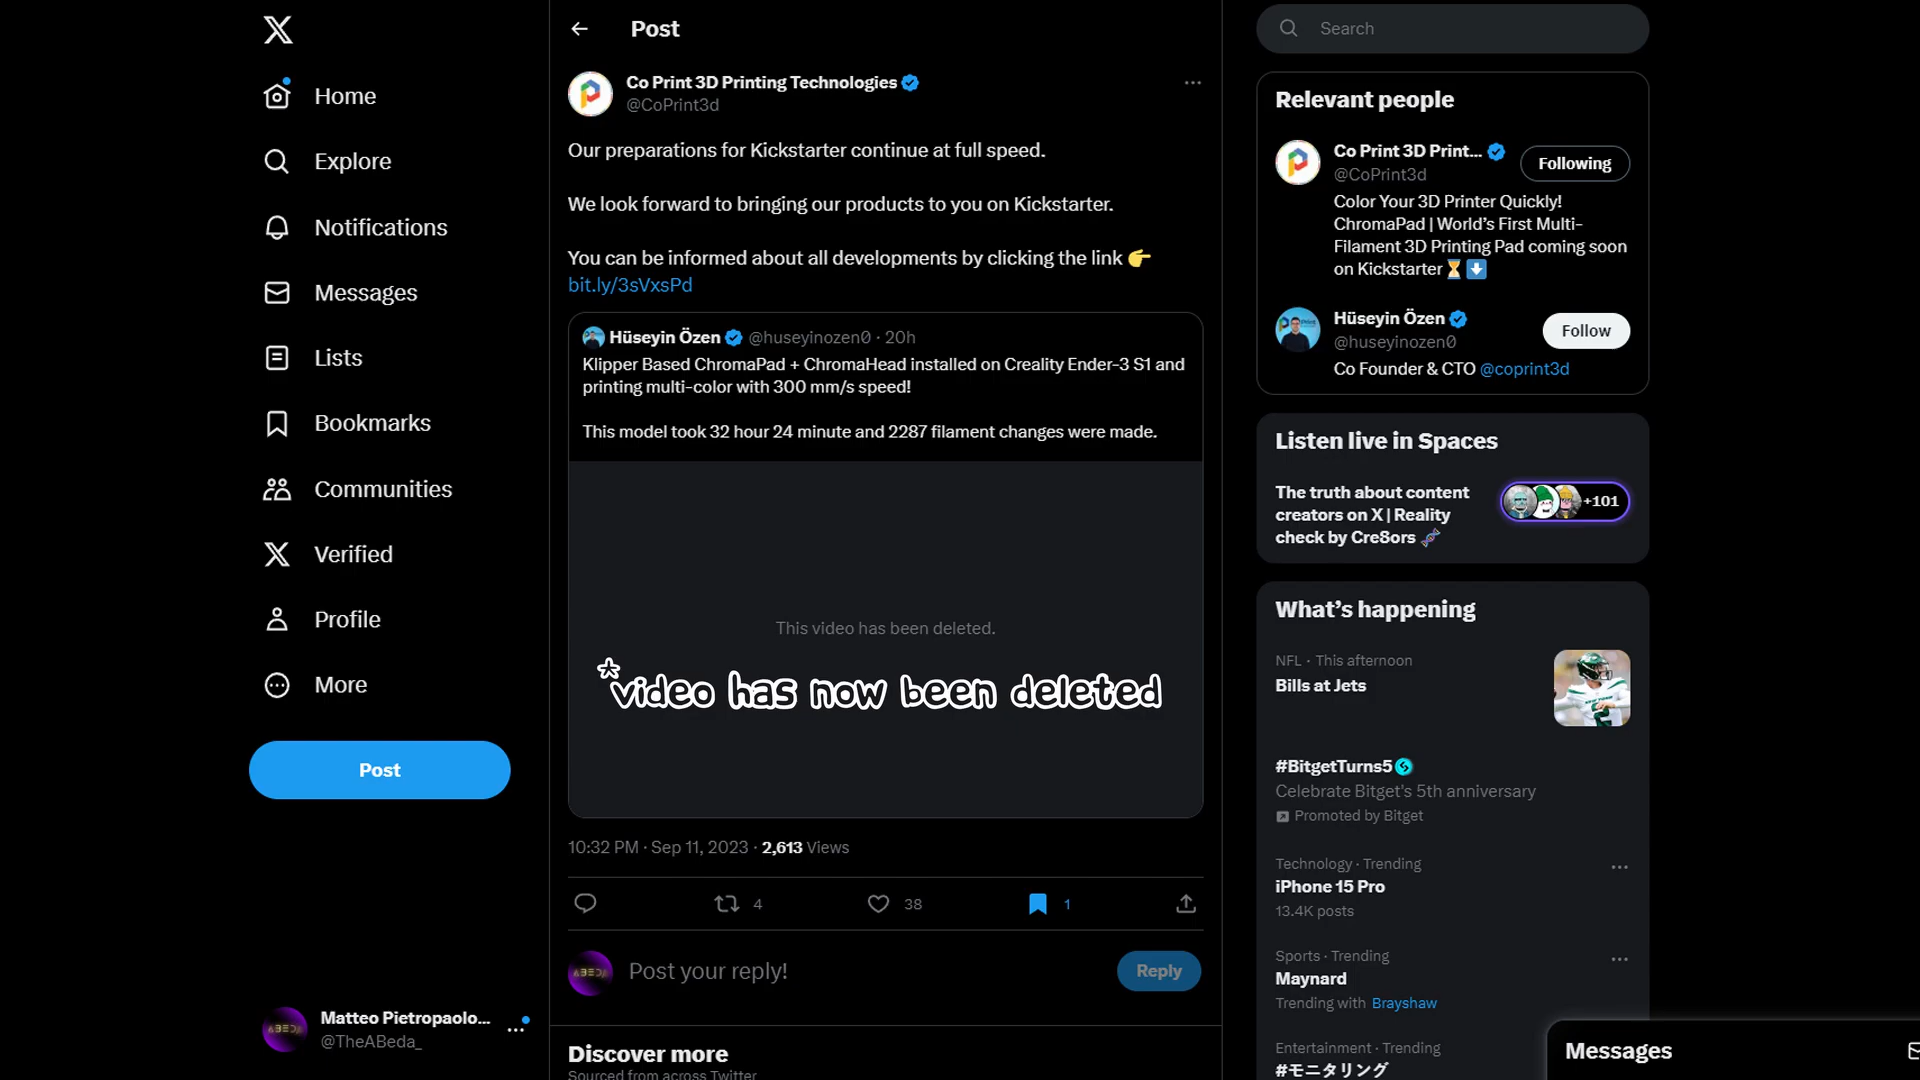 Home
Explore
Notifications
Messages
Lists
Bookmarks
Communities
Verified
Profile
More
Post
Matteo Pietropaolo...
@TheABeda_
Post
Co Print 3D Printing Technologies
@CoPrint3d
Our preparations for Kickstarter continue at full speed.
We look forward to bringing our products to you on Kickstarter.
You can be informed about all developments by clicking the link 👉
bit.ly/3sVxsPd
Hüseyin Özen @huseyinozen0 · 20h
Klipper Based ChromaPad + ChromaHead installed on Creality Ender-3 S1 and
printing multi-color with 300 mm/s speed!
This model took 32 hour 24 minute and 2287 filament changes were made.
This video has been deleted.
*video has now been deleted
10:32 PM · Sep 11, 2023 · 2,613 Views
4 38 1
ABEDA
Post your reply!
Reply
Discover more
Sourced from across Twitter
Search
Relevant people
Co Print 3D Print...
@CoPrint3d
Following
Color Your 3D Printer Quickly!
ChromaPad | World's First Multi-
Filament 3D Printing Pad coming soon
on Kickstarter ⏳⬇️
Hüseyin Özen
@huseyinozen0
Follow
Co Founder & CTO @coprint3d
Listen live in Spaces
The truth about content
creators on X | Reality
check by Cre8ors 🧬
+101
What's happening
NFL · This afternoon
Bills at Jets
#BitgetTurns5
Celebrate Bitget's 5th anniversary
Promoted by Bitget
Technology · Trending
iPhone 15 Pro
13.4K posts
Sports · Trending
Maynard
Trending with Brayshaw
Entertainment · Trending
#モニタリング
Messages